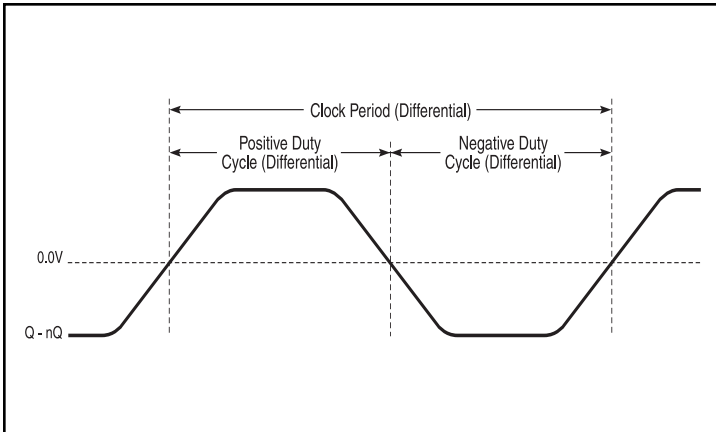 Clock Period (Differential)
Positive Duty
Cycle (Differential)
Negative Duty
Cycle (Differential)
0.0V
Q - nQ